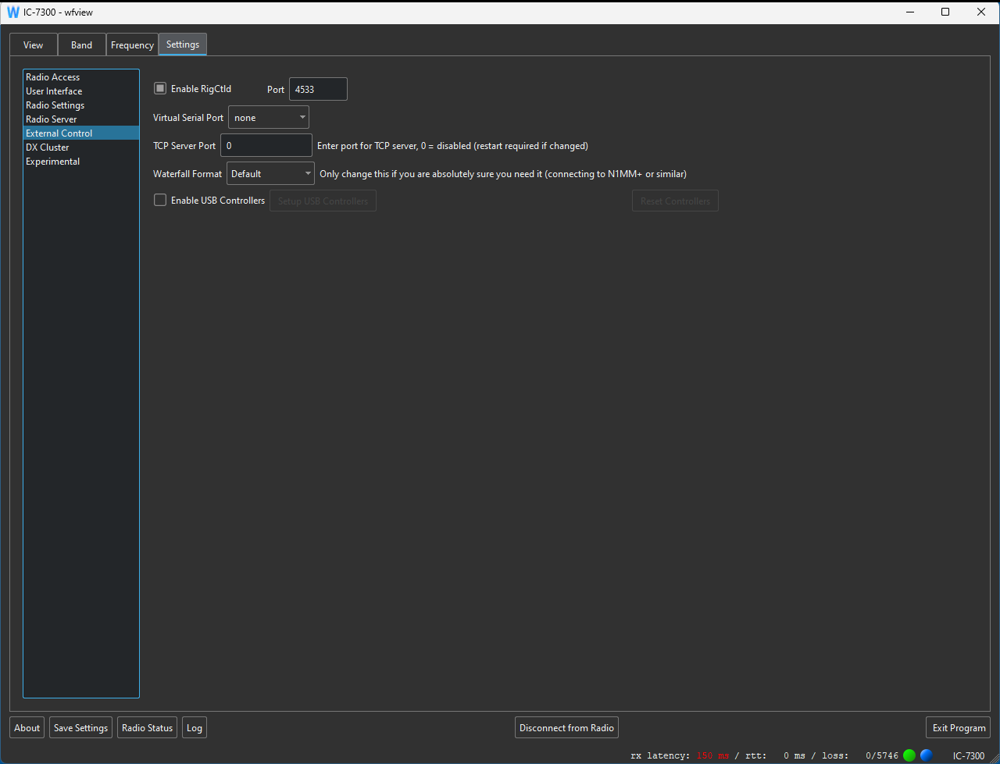 W IC-7300 - wfview
View Band Frequency Settings
Radio Access
User Interface
Radio Settings
Radio Server
External Control
DX Cluster
Experimental
Enable RigCtld Port 4533
Virtual Serial Port none
TCP Server Port 0 Enter port for TCP server, 0 = disabled (restart required if changed)
Waterfall Format Default Only change this if you are absolutely sure you need it (connecting to N1MM+ or similar)
Enable USB Controllers Setup USB Controllers Reset Controllers
About Save Settings Radio Status Log Disconnect from Radio Exit Program
rx latency: 150 ms / rtt: 0 ms / loss: 0/5746 IC-7300